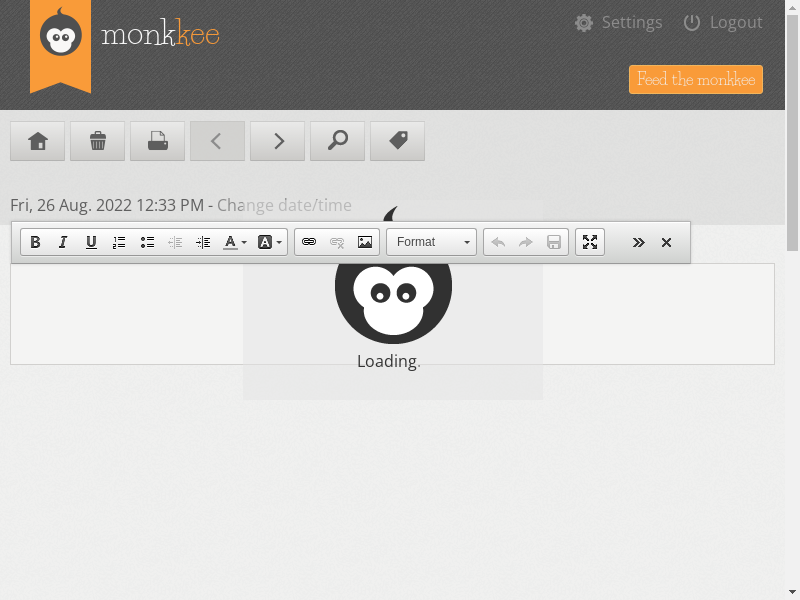 monkkee
Settings
Logout
Feed the monkkee
Fri, 26 Aug. 2022 12:33 PM - Change date/time
B I U A A Format
Loading.